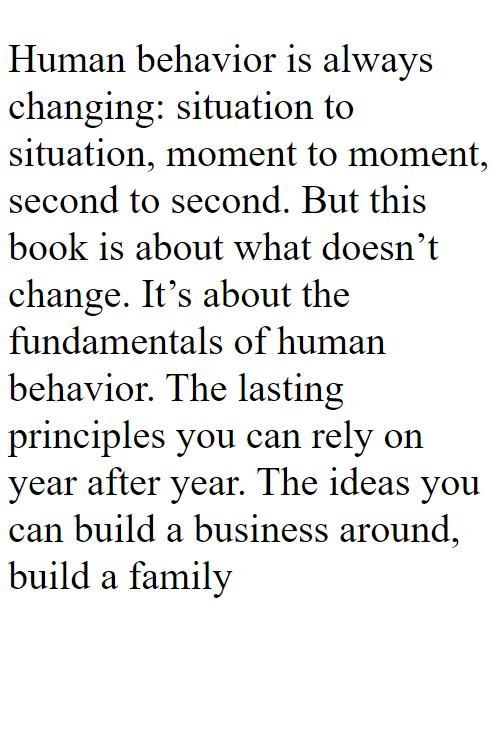 Human behavior is always
changing: situation to
situation, moment to moment,
second to second. But this
book is about what doesn’t
change. It’s about the
fundamentals of human
behavior. The lasting
principles you can rely on
year after year. The ideas you
can build a business around,
build a family